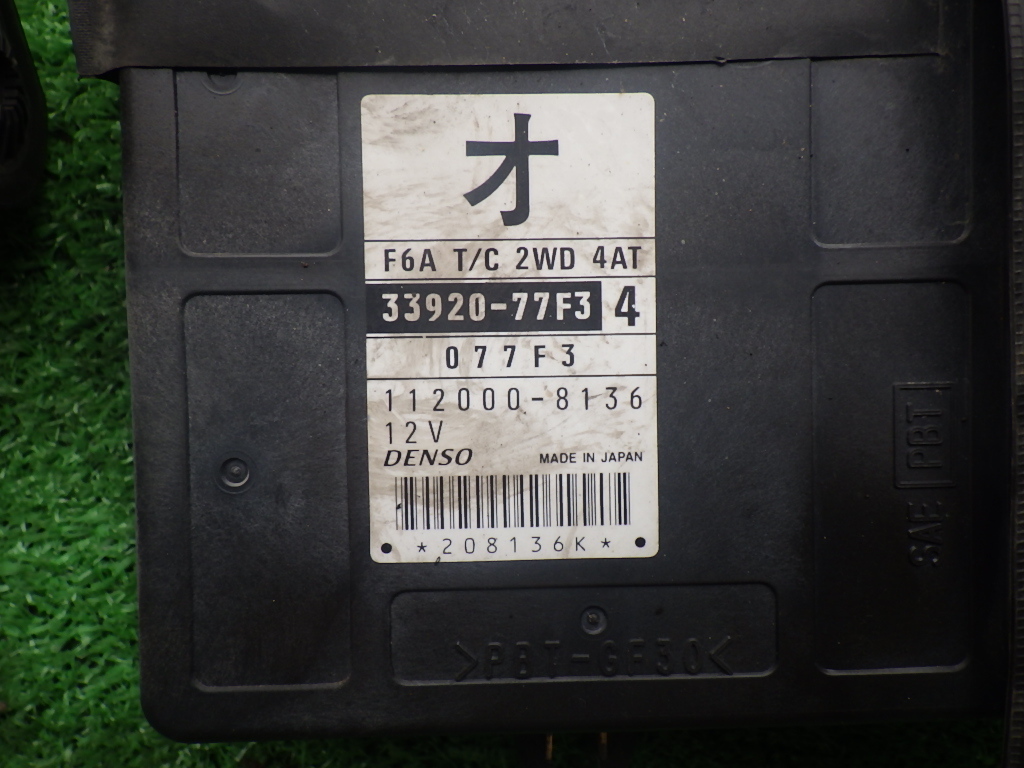 オ
F6A T/C 2WD 4AT
33920-77F3 4
077F3
112000-8136
12V
DENSO MADE IN JAPAN
*208136K*
>PBT-GF30<
SAE PBT